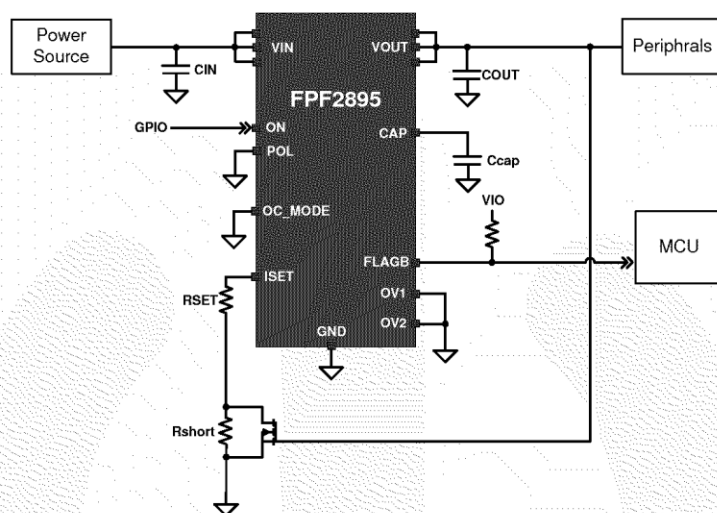 Power
Source
CIN
VIN
VOUT
COUT
Periphrals
FPF2895
GPIO
ON
CAP
POL
Ccap
VIO
OC_MODE
MCU
ISET
FLAGB
RSET
OV1
OV2
GND
Rshort